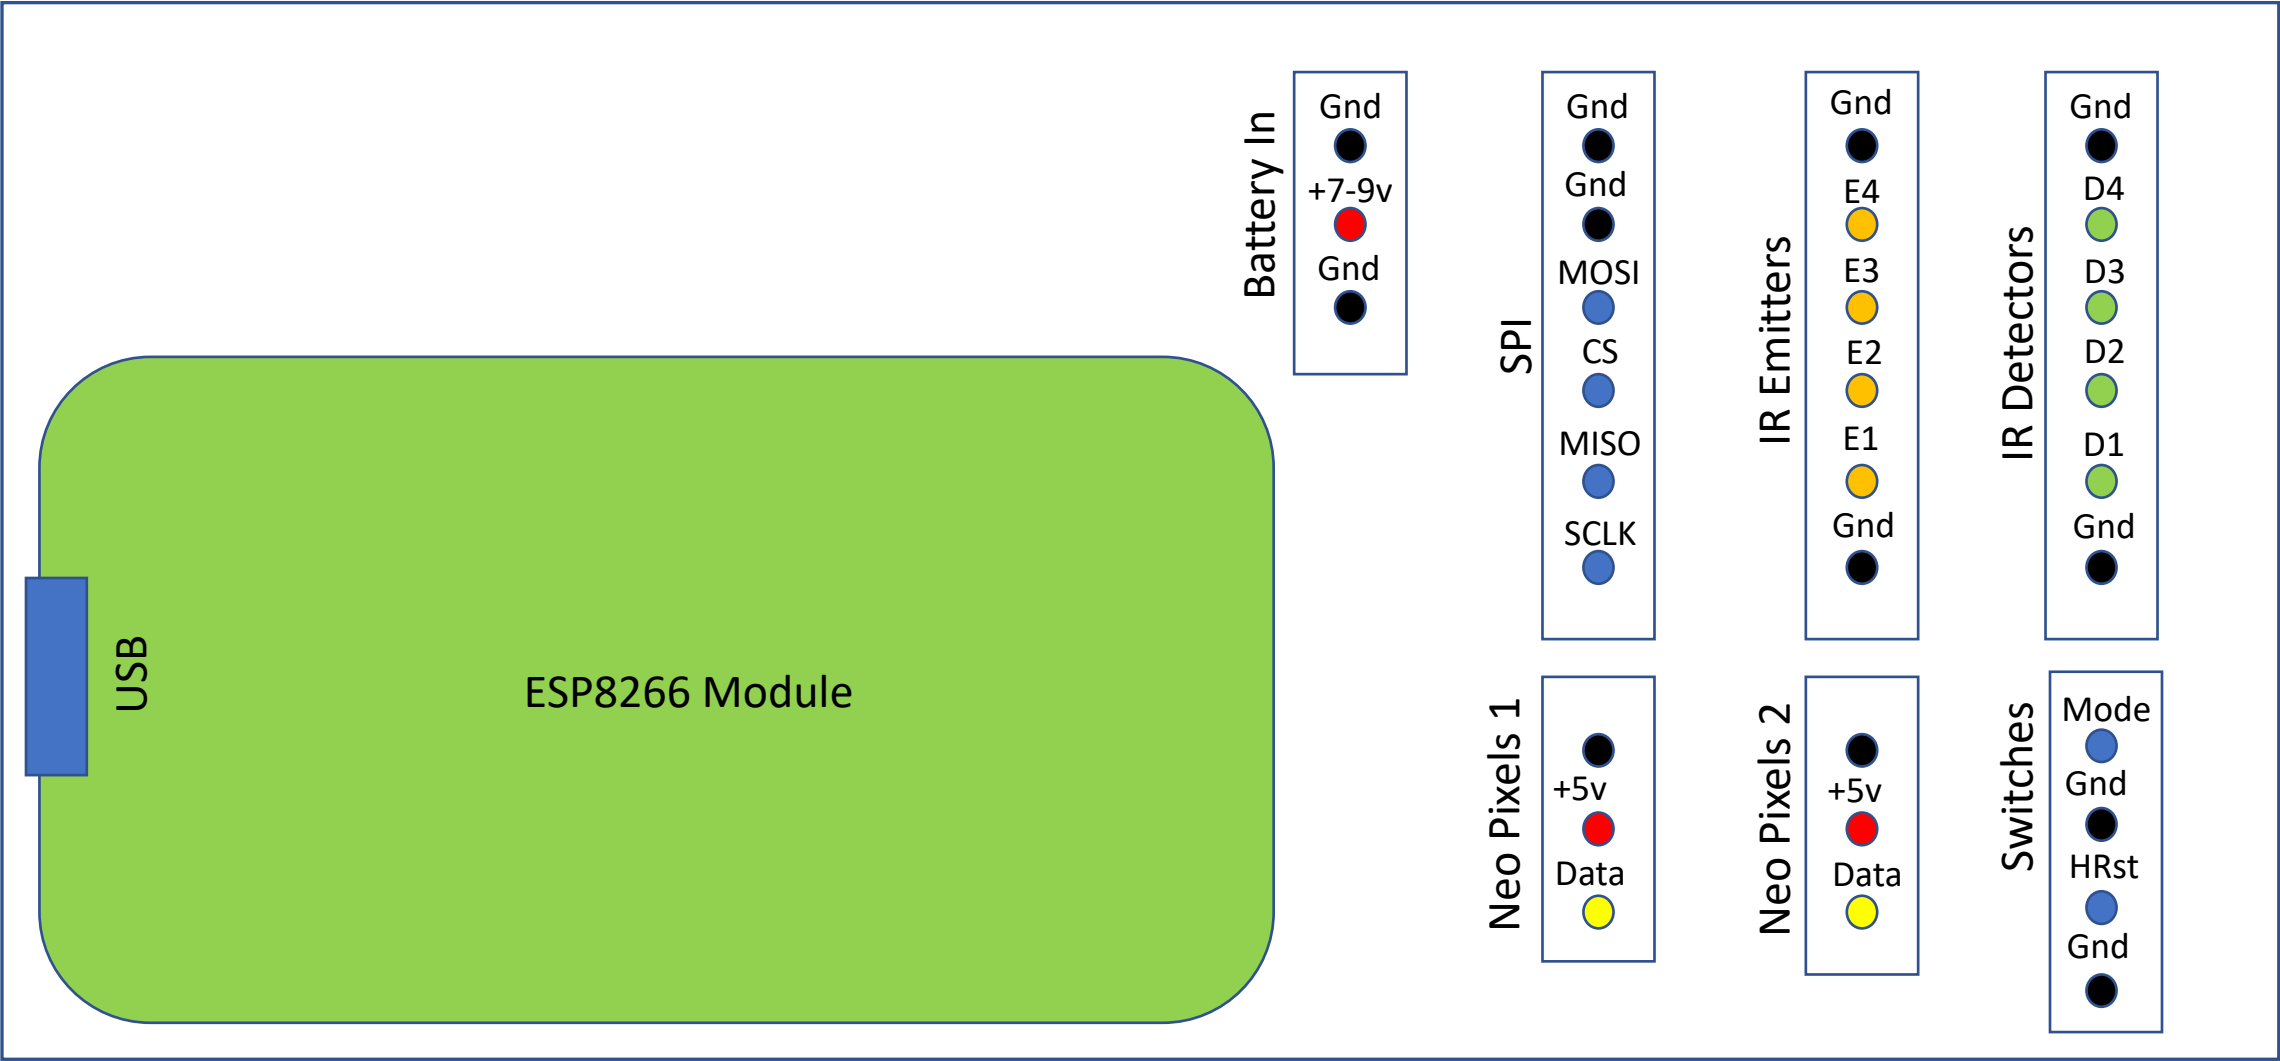 Battery In
Gnd
+7-9v
Gnd
SPI
Gnd
Gnd
MOSI
CS
MISO
SCLK
IR Emitters
Gnd
E4
E3
E2
E1
Gnd
IR Detectors
Gnd
D4
D3
D2
D1
Gnd
USB
ESP8266 Module
Neo Pixels 1
+5v
Data
Neo Pixels 2
+5v
Data
Switches
Mode
Gnd
HRst
Gnd